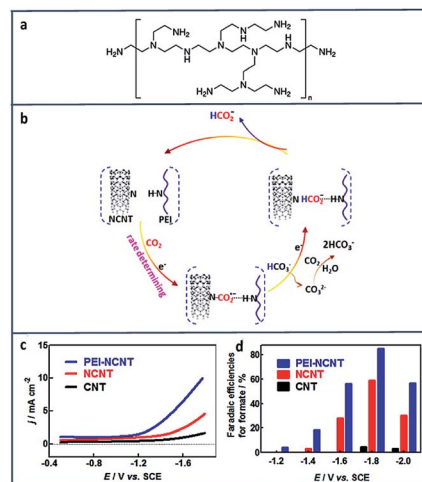 a
NH₂
NH₂
H₂N
N
H
N
N
N
H
N
N
H
NH₂
N
H₂N
N
NH₂
n
b
HCO₂⁻
N
H-N
NCNT
PEI
CO₂
e⁻
rate determining
N-CO₂•⁻----H-N
N HCO₂⁻---H-N
e⁻
HCO₃⁻
CO₂
H₂O
2HCO₃⁻
CO₃²⁻
c
PEI-NCNT
NCNT
CNT
j / mA cm⁻²
15
10
5
0
-0.4 -0.8 -1.2 -1.6
E / V vs. SCE
d
PEI-NCNT
NCNT
CNT
Faradaic efficiencies
for formate / %
80
60
40
20
0
-1.2 -1.4 -1.6 -1.8 -2.0
E / V vs. SCE